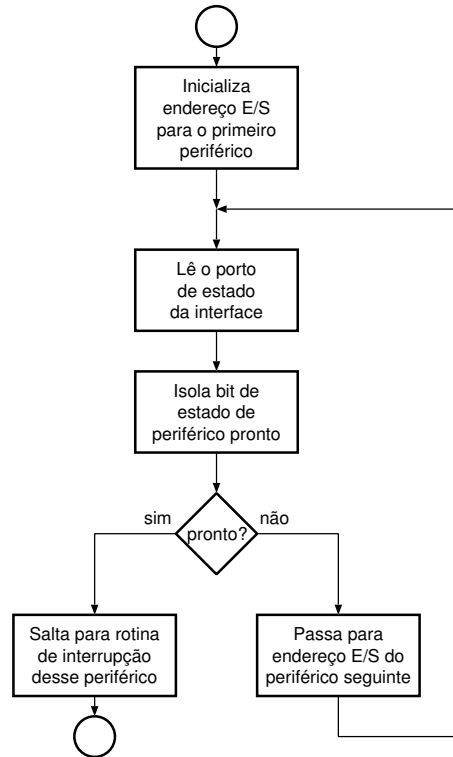 Inicializa
endereço E/S
para o primeiro
periférico
Lê o porto
de estado
da interface
Isola bit de
estado de
periférico pronto
sim
não
pronto?
Salta para rotina
de interrupção
desse periférico
Passa para
endereço E/S do
periférico seguinte